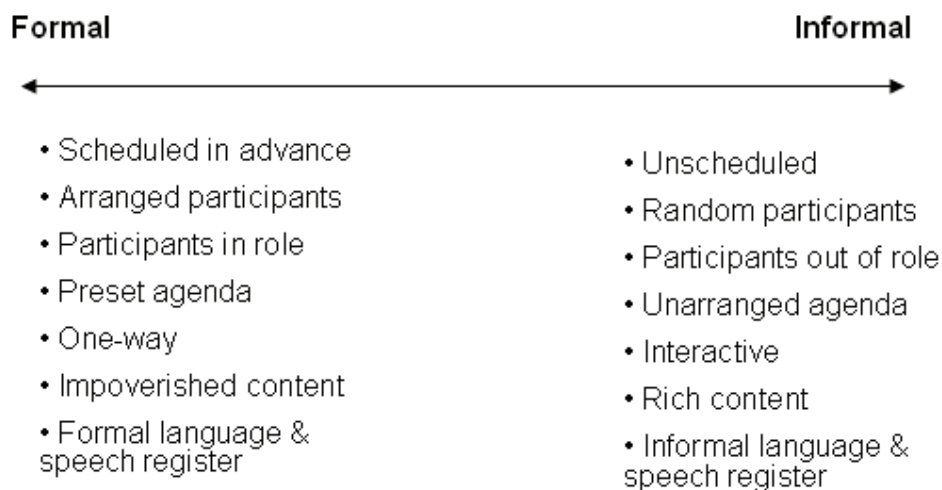 Formal
Informal
• Scheduled in advance
• Arranged participants
• Participants in role
• Preset agenda
• One-way
• Impoverished content
• Formal language &
speech register
• Unscheduled
• Random participants
• Participants out of role
• Unarranged agenda
• Interactive
• Rich content
• Informal language &
speech register